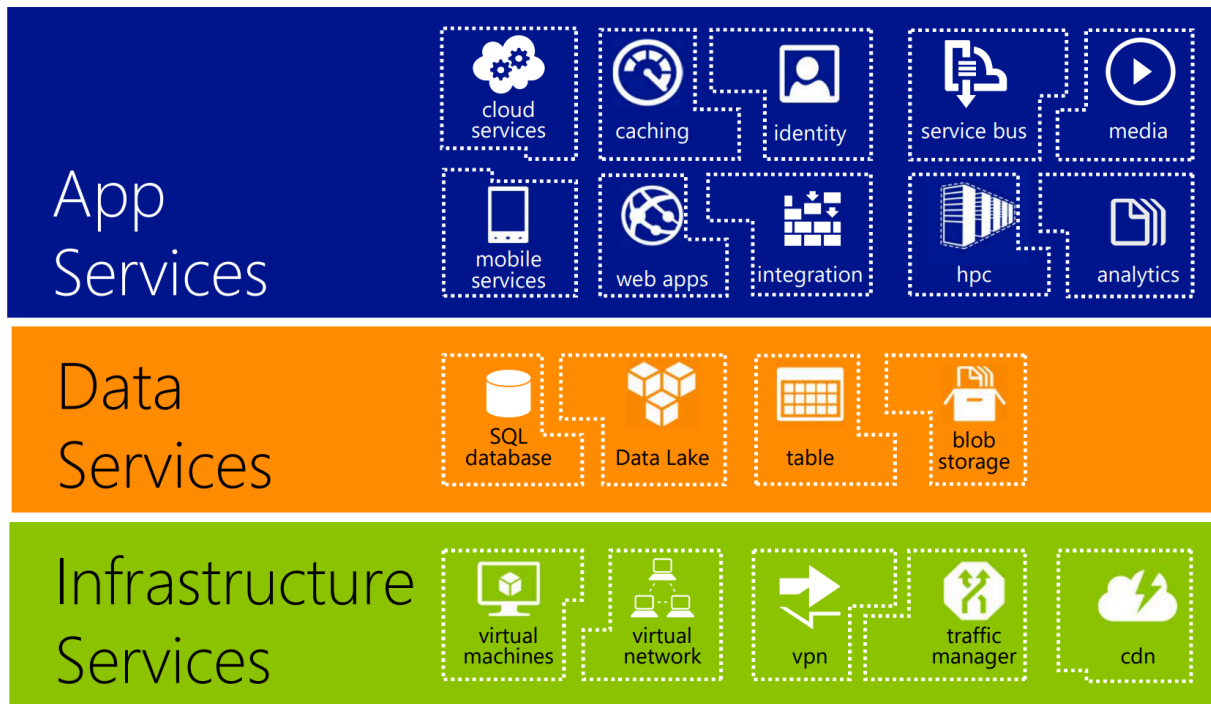 App
Services
cloud
services
caching
identity
service bus
media
mobile
services
web apps
integration
hpc
analytics
Data
Services
SQL
database
Data Lake
table
blob
storage
Infrastructure
Services
virtual
machines
virtual
network
vpn
traffic
manager
cdn